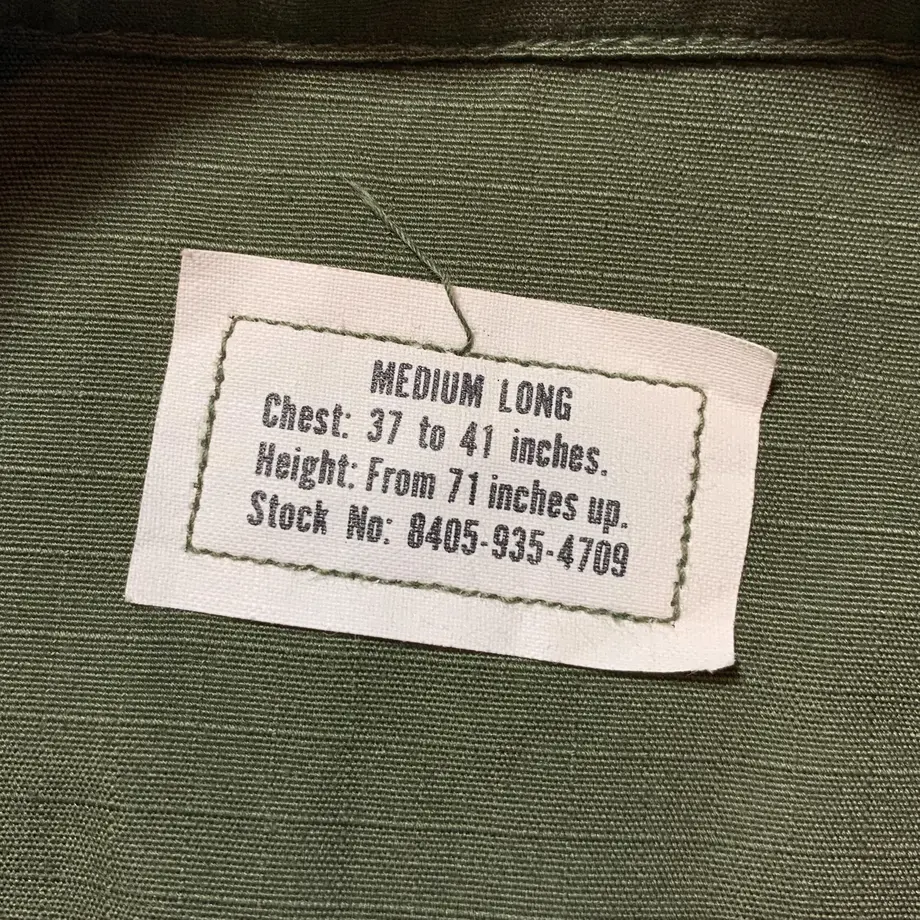 MEDIUM LONG
Chest: 37 to 41 inches.
Height: From 71 inches up.
Stock No: 8405-935-4709